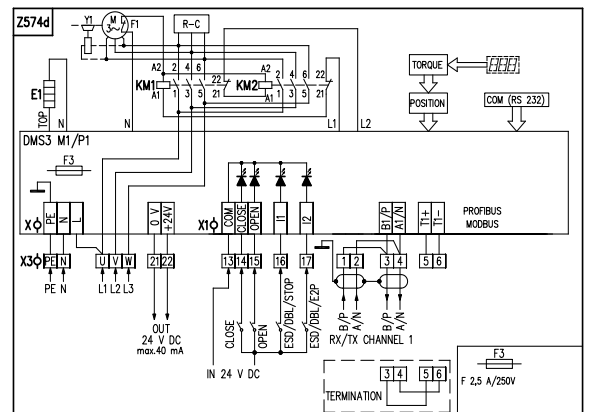 Z574d
Y1 M 3~ F1
R-C
A2 2 4 6 22 A2 2 4 6 22
KM1 KM2
A1 1 3 5 21 A1 1 3 5 21
E1
TOP N N L1 L2
TORQUE
POSITION
COM (RS 232)
DMS3 M1/P1
F3
X PE N L 0 V +24V
X1 COM CLOSE OPEN I1 I2
B1/P A1/N T1+ T1-
PROFIBUS
MODBUS
X3 PE N U V W 21 22 13 14 15 16 17 1 2 3 4 5 6
PE N L1 L2 L3
OUT
24 V DC
max.40 mA
CLOSE OPEN ESD/DBL/STOP ESD/DBL/E2P
IN 24 V DC
B/P A/N B/P A/N
RX/TX CHANNEL 1
TERMINATION
3 4 5 6
F3
F 2,5 A/250V